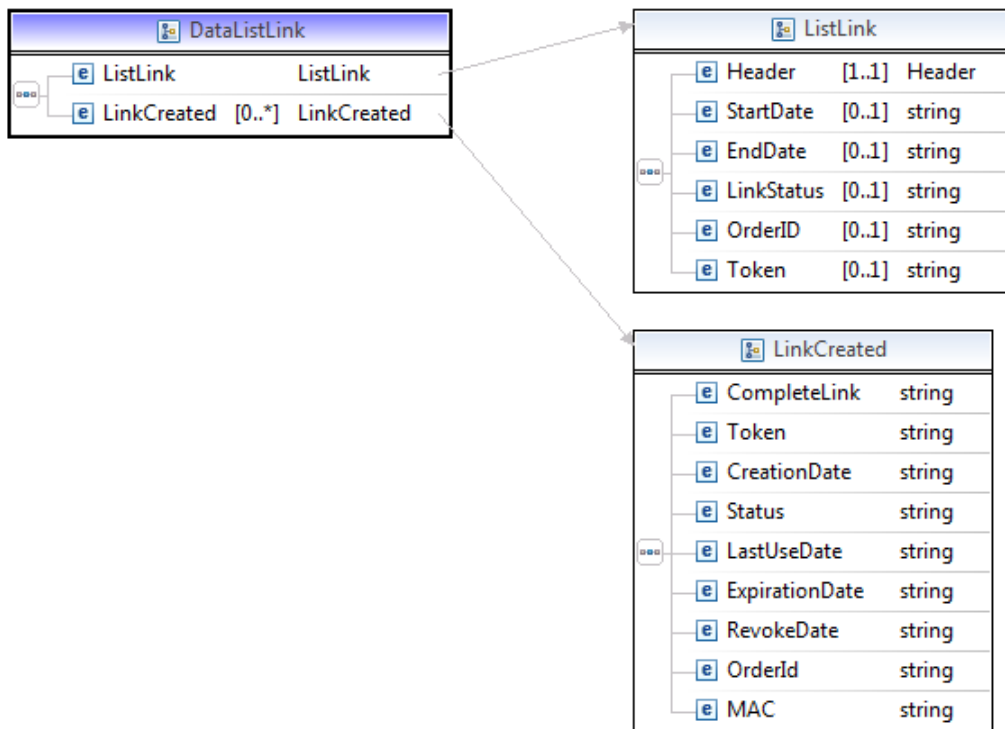 DataListLink
ListLink ListLink
LinkCreated [0..*] LinkCreated
ListLink
Header [1..1] Header
StartDate [0..1] string
EndDate [0..1] string
LinkStatus [0..1] string
OrderID [0..1] string
Token [0..1] string
LinkCreated
CompleteLink string
Token string
CreationDate string
Status string
LastUseDate string
ExpirationDate string
RevokeDate string
OrderId string
MAC string